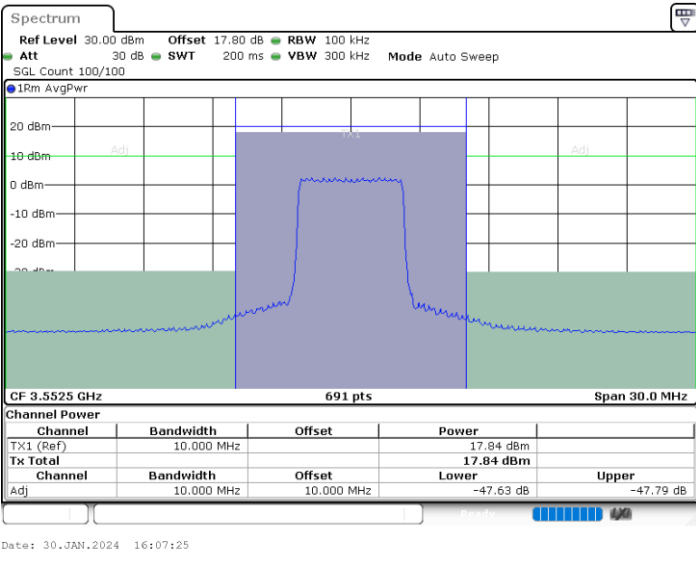 Spectrum
Ref Level 30.00 dBm Offset 17.80 dB RBW 100 kHz
Att 30 dB SWT 200 ms VBW 300 kHz Mode Auto Sweep
SGL Count 100/100
1Rm AvgPwr
20 dBm
TX1
Adj Adj
10 dBm
0 dBm
-10 dBm
-20 dBm
CF 3.5525 GHz 691 pts Span 30.0 MHz
Channel Power
Channel Bandwidth Offset Power
TX1 (Ref) 10.000 MHz 17.84 dBm
Tx Total 17.84 dBm
Channel Bandwidth Offset Lower Upper
Adj 10.000 MHz 10.000 MHz -47.63 dB -47.79 dB
Ready
Date: 30.JAN.2024 16:07:25